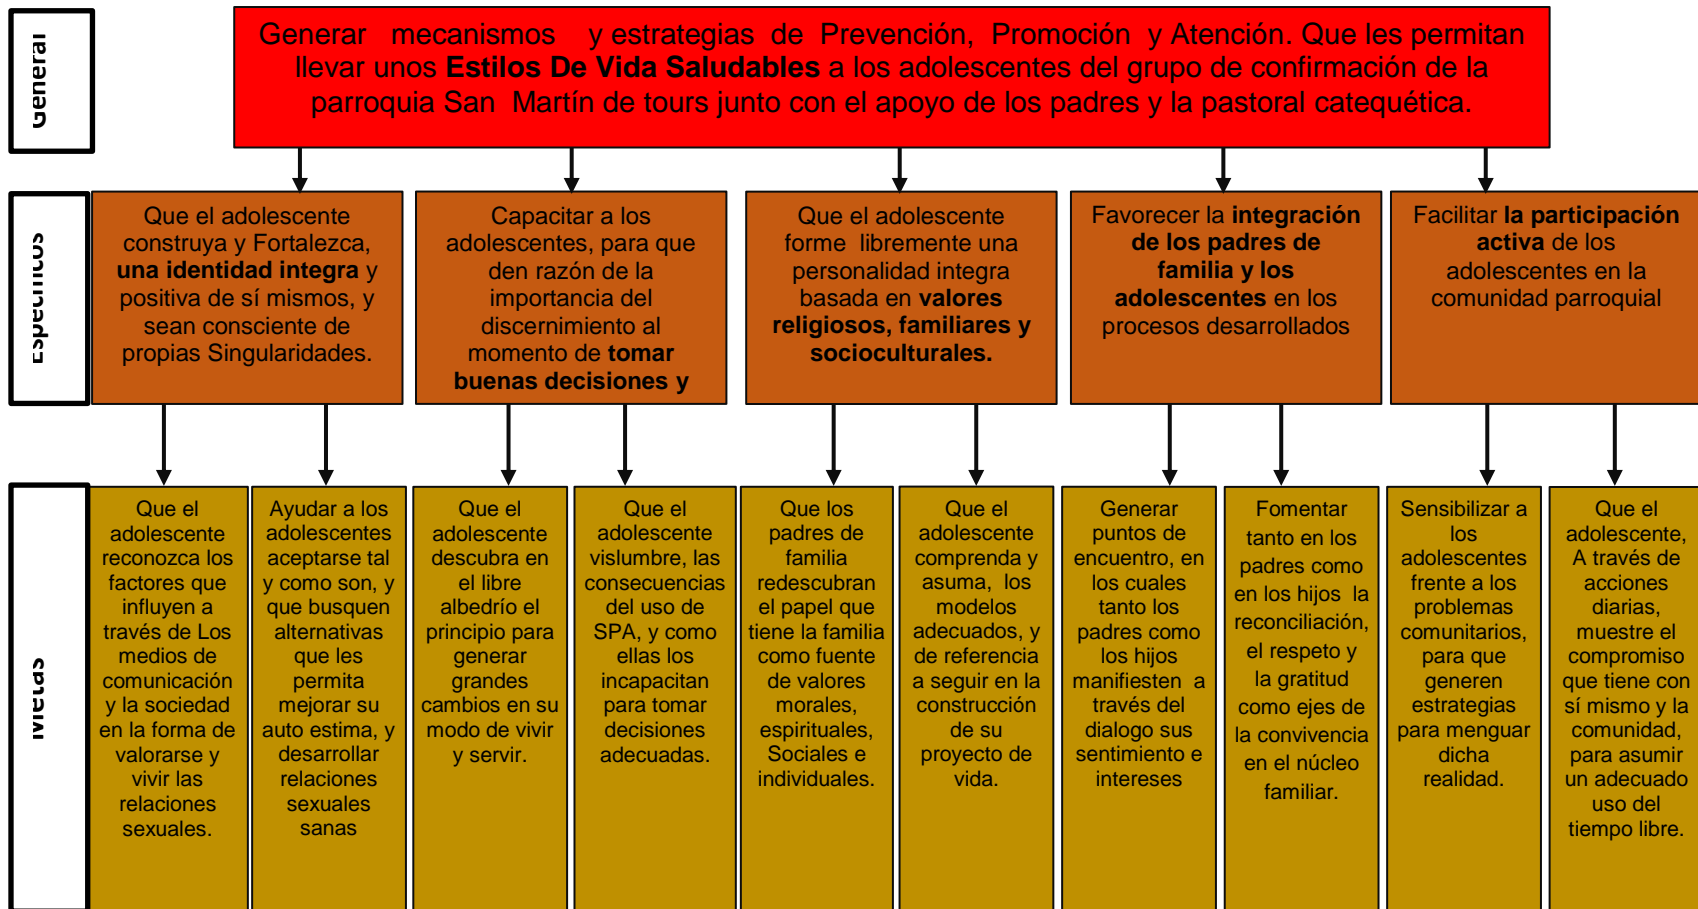 General
Generar mecanismos y estrategias de Prevención, Promoción y Atención. Que les permitan
llevar unos Estilos De Vida Saludables a los adolescentes del grupo de confirmación de la
parroquia San Martín de tours junto con el apoyo de los padres y la pastoral catequética.
Específicos
Que el adolescente
construya y Fortalezca,
una identidad integra y
positiva de sí mismos, y
sean consciente de
propias Singularidades.
Capacitar a los
adolescentes, para que
den razón de la
importancia del
discernimiento al
momento de tomar
buenas decisiones y
Que el adolescente
forme libremente una
personalidad integra
basada en valores
religiosos, familiares y
socioculturales.
Favorecer la integración
de los padres de
familia y los
adolescentes en los
procesos desarrollados
Facilitar la participación
activa de los
adolescentes en la
comunidad parroquial
Metas
Que el
adolescente
reconozca los
factores que
influyen a
través de Los
medios de
comunicación
y la sociedad
en la forma de
valorarse y
vivir las
relaciones
sexuales.
Ayudar a los
adolescentes
aceptarse tal
y como son, y
que busquen
alternativas
que les
permita
mejorar su
auto estima, y
desarrollar
relaciones
sexuales
sanas
Que el
adolescente
descubra en
el libre
albedrío el
principio para
generar
grandes
cambios en su
modo de vivir
y servir.
Que el
adolescente
vislumbre, las
consecuencias
del uso de
SPA, y como
ellas los
incapacitan
para tomar
decisiones
adecuadas.
Que los
padres de
familia
redescubran
el papel que
tiene la familia
como fuente
de valores
morales,
espirituales,
Sociales e
individuales.
Que el
adolescente
comprenda y
asuma, los
modelos
adecuados, y
de referencia
a seguir en la
construcción
de su
proyecto de
vida.
Generar
puntos de
encuentro, en
los cuales
tanto los
padres como
los hijos
manifiesten a
través del
dialogo sus
sentimiento e
intereses
Fomentar
tanto en los
padres como
en los hijos la
reconciliación,
el respeto y
la gratitud
como ejes de
la convivencia
en el núcleo
familiar.
Sensibilizar a
los
adolescentes
frente a los
problemas
comunitarios,
para que
generen
estrategias
para menguar
dicha
realidad.
Que el
adolescente,
A través de
acciones
diarias,
muestre el
compromiso
que tiene con
sí mismo y la
comunidad,
para asumir
un adecuado
uso del
tiempo libre.